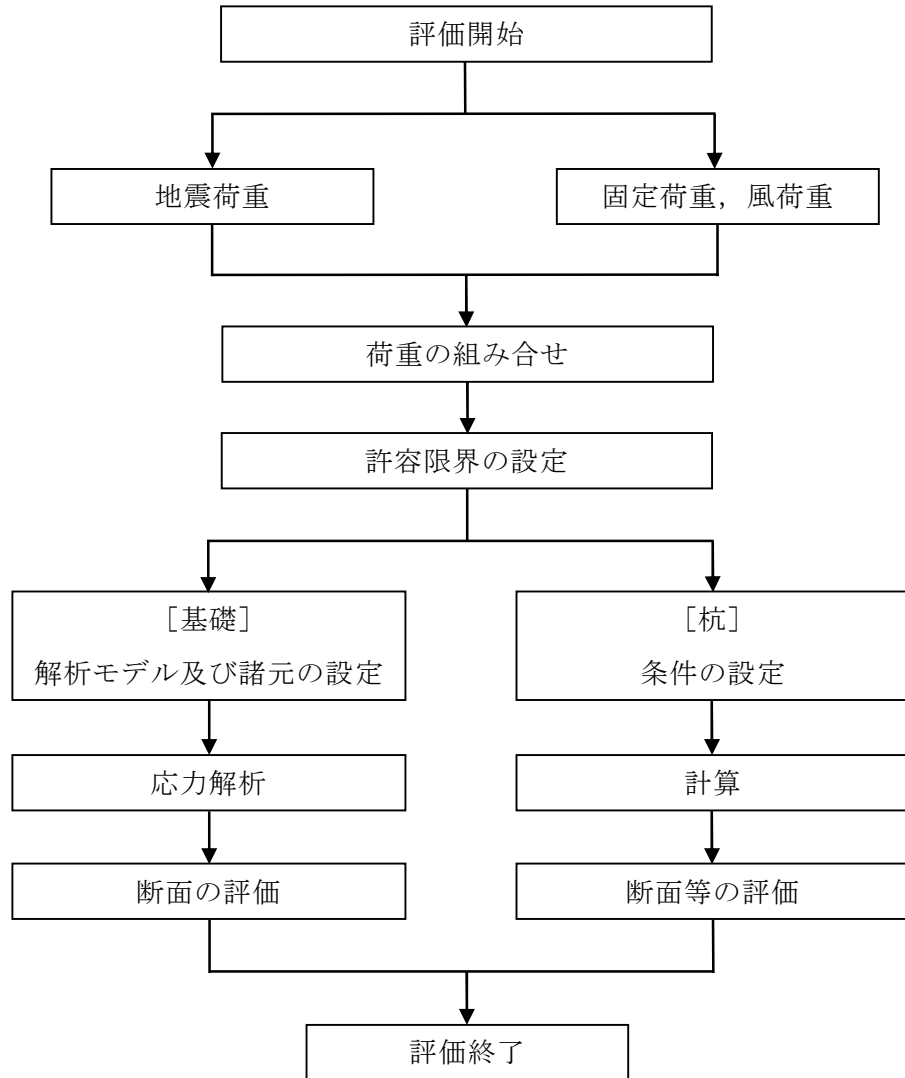 評価開始
地震荷重
固定荷重，風荷重
荷重の組み合せ
許容限界の設定
［基礎］
解析モデル及び諸元の設定
［杭］
条件の設定
応力解析
計算
断面の評価
断面等の評価
評価終了